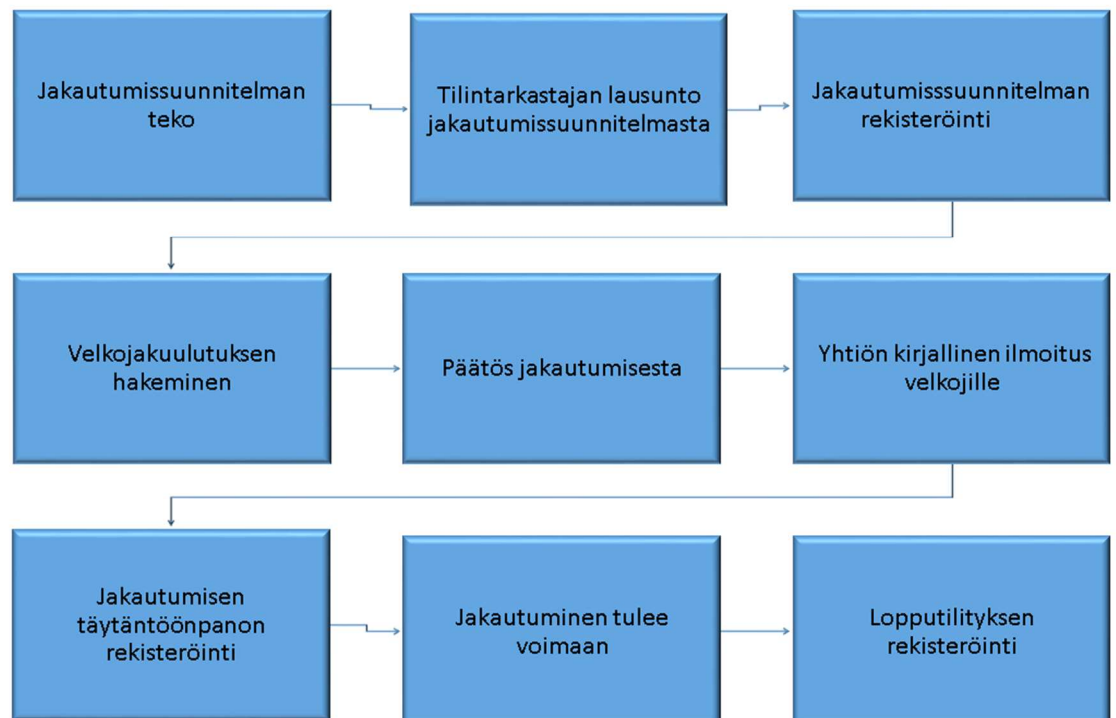 Jakautumissuunnitelman
teko
Tilintarkastajan lausunto
jakautumissuunnitelmasta
Jakautumisssuunnitelman
rekisteröinti
Velkojakuulutuksen
hakeminen
Päätös jakautumisesta
Yhtiön kirjallinen ilmoitus
velkojille
Jakautumisen
täytäntöönpanon
rekisteröinti
Jakautuminen tulee
voimaan
Lopputilityksen
rekisteröinti